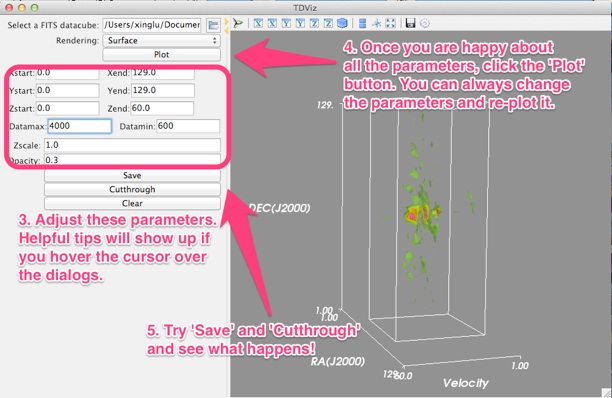 TDViz
Select a FITS datacube: /Users/xinglu/Documer
Rendering: Surface
Plot
Xstart: 0.0 Xend: 129.0
Ystart: 0.0 Yend: 129.0
Zstart: 0.0 Zend: 60.0
Datamax: 4000 Datamin: 600
Zscale: 1.0
Opacity: 0.3
Save
Cutthrough
Clear
3. Adjust these parameters.
Helpful tips will show up if
you hover the cursor over
the dialogs.
4. Once you are happy about
all the parameters, click the 'Plot'
button. You can always change
the parameters and re-plot it.
5. Try 'Save' and 'Cutthrough'
and see what happens!
X X Y Y Z Z
129.
DEC(J2000)
1.00
1.00
RA(J2000)
129.
60.0
Velocity
1.00